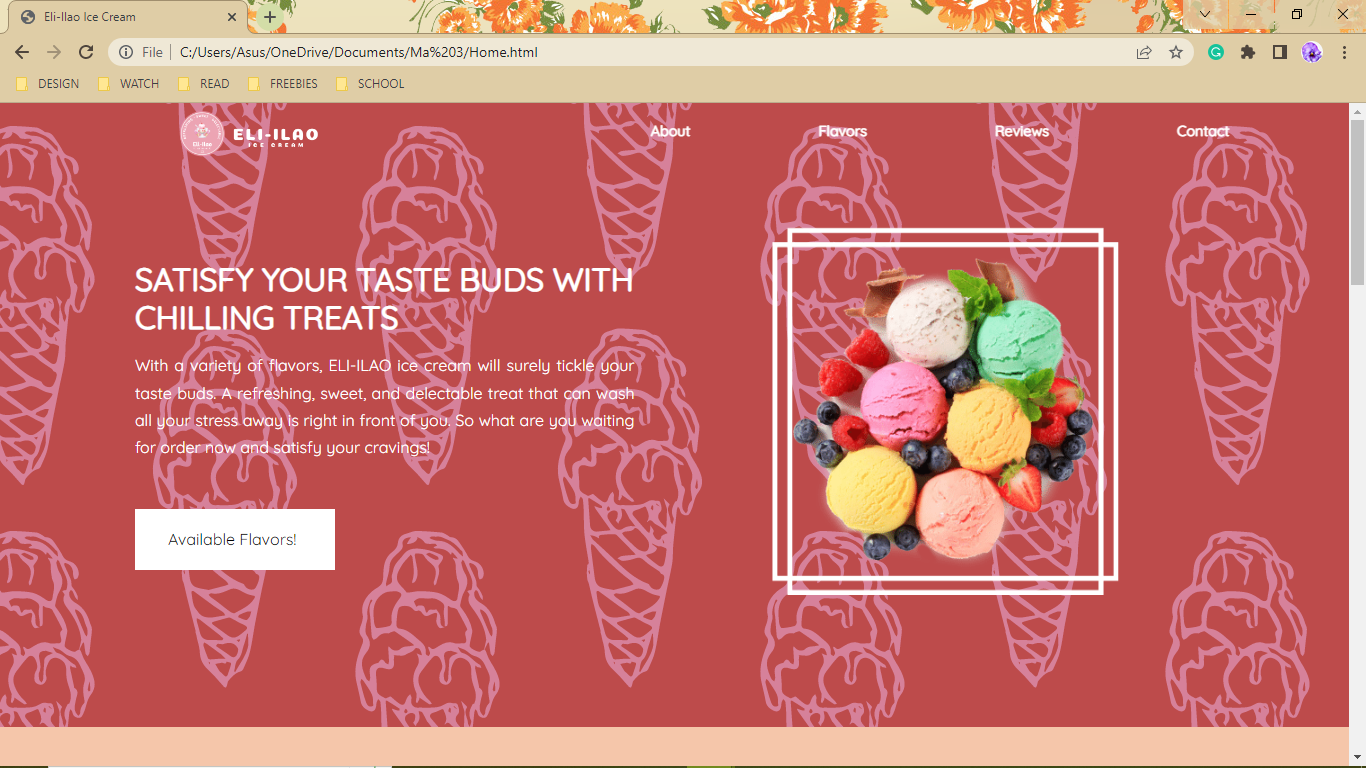 Eli-Ilao Ice Cream
File
C:/Users/Asus/OneDrive/Documents/Ma%203/Home.html
DESIGN WATCH READ FREEBIES SCHOOL
Eli-Ilao
ELI-ILAO
ICE CREAM
About Flavors Reviews Contact
SATISFY YOUR TASTE BUDS WITH
CHILLING TREATS
With a variety of flavors, ELI-ILAO ice cream will surely tickle your
taste buds. A refreshing, sweet, and delectable treat that can wash
all your stress away is right in front of you. So what are you waiting
for order now and satisfy your cravings!
Available Flavors!